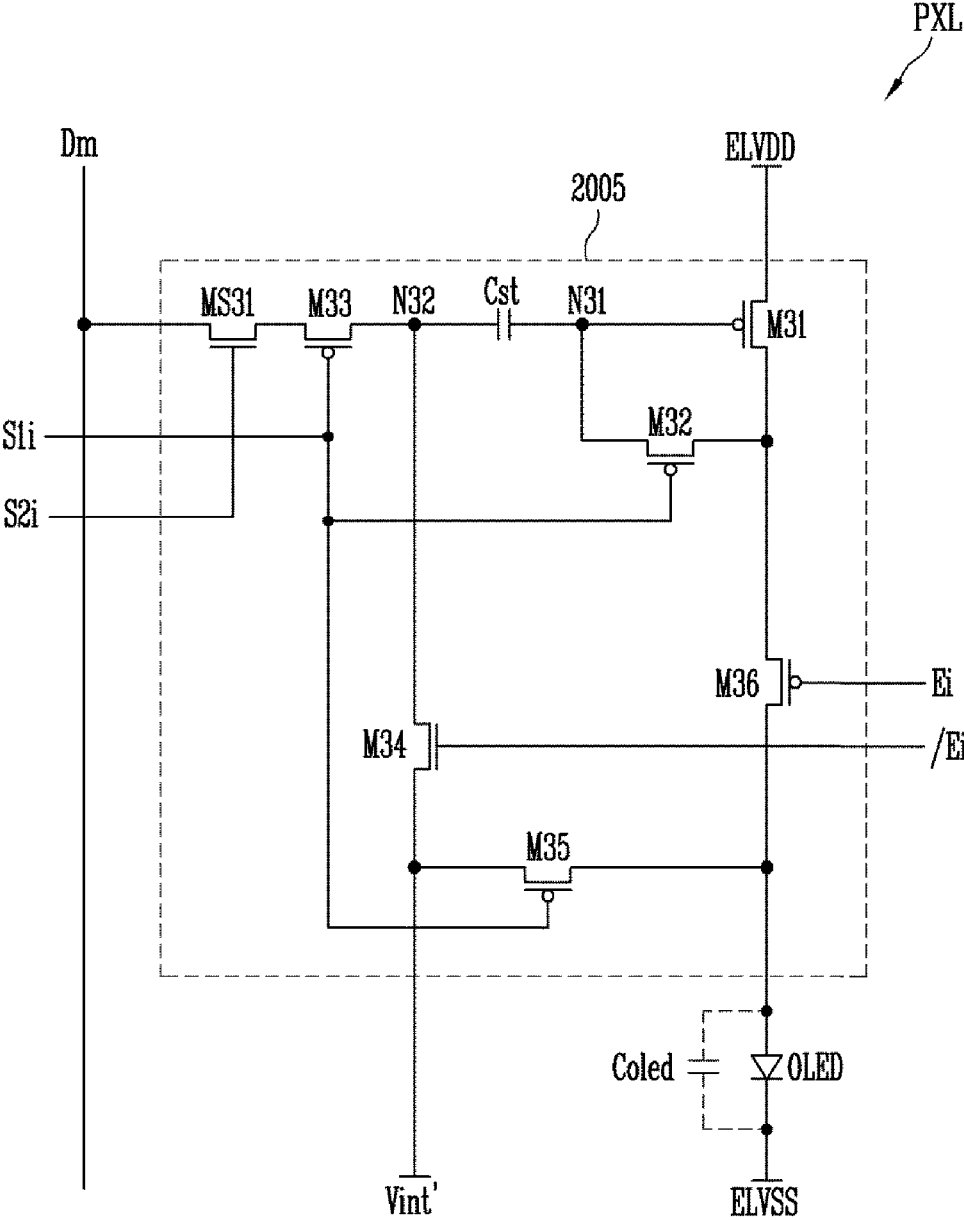 PXL
Dm
ELVDD
2005
MS31
M33
N32
Cst
N31
M31
M32
S1i
S2i
M36
Ei
M34
/Ei
M35
Coled
OLED
Vint'
ELVSS